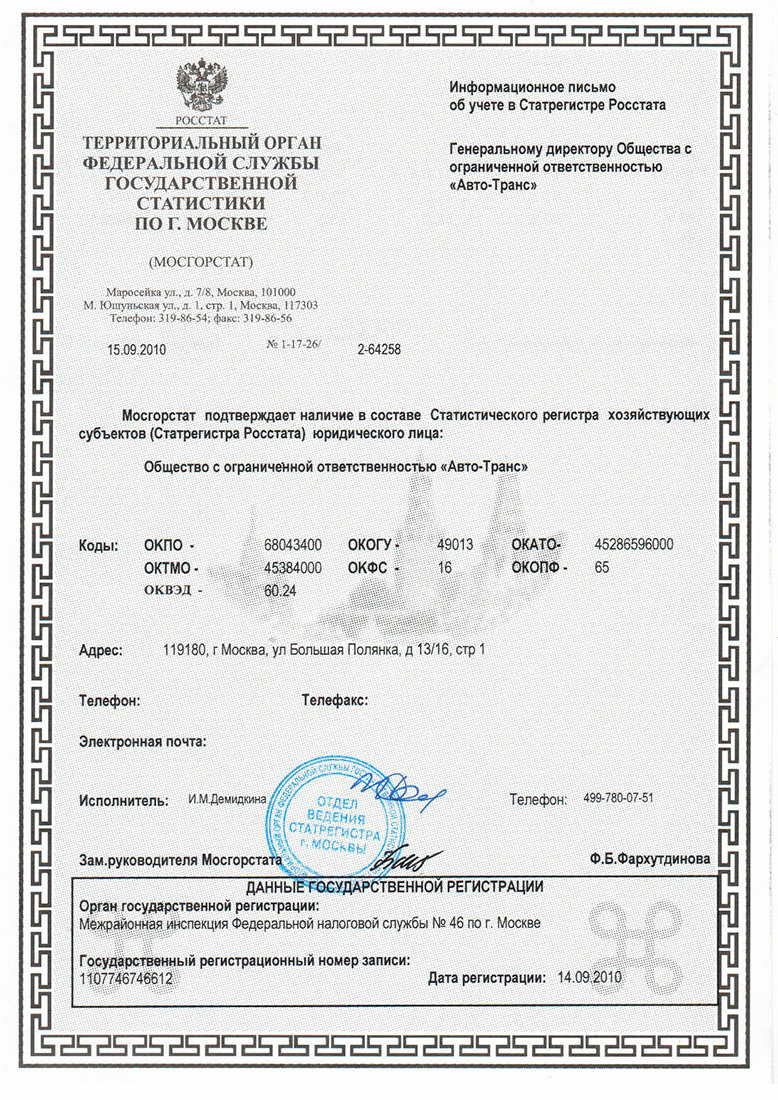 РОССТАТ
ТЕРРИТОРИАЛЬНЫЙ ОРГАН
ФЕДЕРАЛЬНОЙ СЛУЖБЫ
ГОСУДАРСТВЕННОЙ
СТАТИСТИКИ
ПО Г. МОСКВЕ
(МОСГОРСТАТ)
Маросейка ул., д. 7/8, Москва, 101000
М. Юшуньская ул., д. 1, стр. 1, Москва, 117303
Телефон: 319-86-54; факс: 319-86-56
15.09.2010 № 1-17-26/ 2-64258
Информационное письмо
об учете в Статрегистре Росстата
Генеральному директору Общества с
ограниченной ответственностью
«Авто-Транс»
Мосгорстат подтверждает наличие в составе Статистического регистра хозяйствующих
субъектов (Статрегистра Росстата) юридического лица:
Общество с ограниченной ответственностью «Авто-Транс»
Коды: ОКПО - 68043400 ОКОГУ - 49013 ОКАТО- 45286596000
ОКТМО - 45384000 ОКФС - 16 ОКОПФ - 65
ОКВЭД - 60.24
Адрес: 119180, г Москва, ул Большая Полянка, д 13/16, стр 1
Телефон: Телефакс:
Электронная почта:
Исполнитель: И.М.Демидкина Телефон: 499-780-07-51
ОТДЕЛ
ВЕДЕНИЯ
СТАТРЕГИСТРА
г. МОСКВЫ
Зам.руководителя Мосгорстата Ф.Б.Фархутдинова
ДАННЫЕ ГОСУДАРСТВЕННОЙ РЕГИСТРАЦИИ
Орган государственной регистрации:
Межрайонная инспекция Федеральной налоговой службы № 46 по г. Москве
Государственный регистрационный номер записи:
1107746746612 Дата регистрации: 14.09.2010